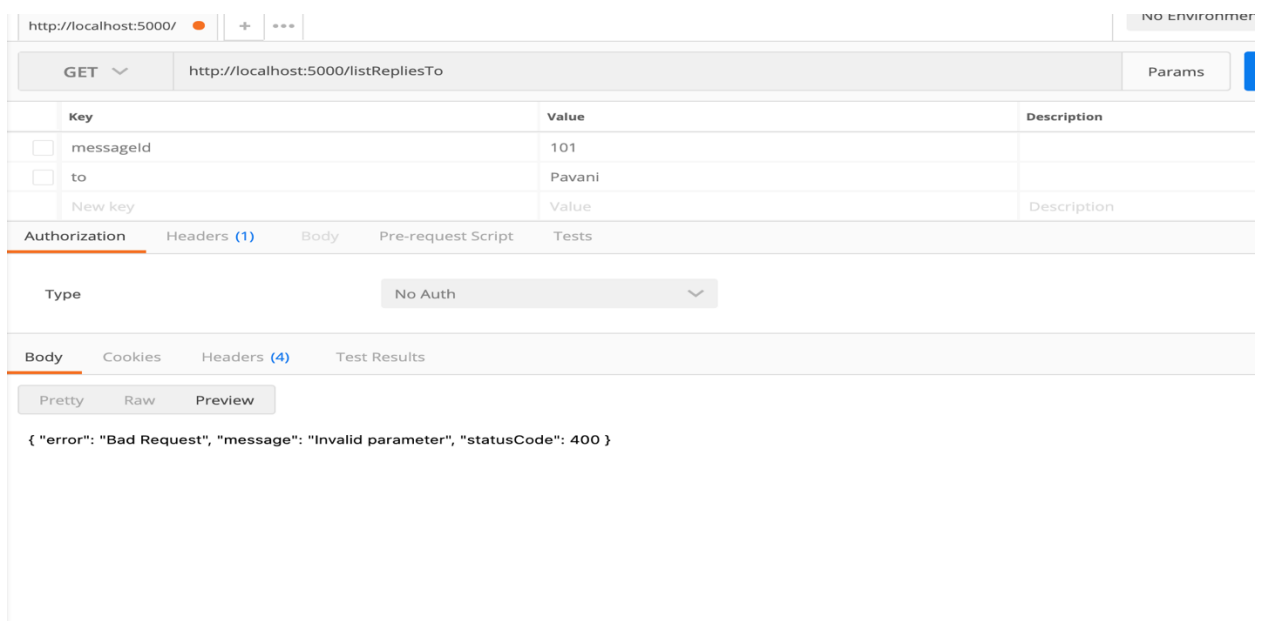 http://localhost:5000/ + ••• No Environmen
GET http://localhost:5000/listRepliesTo Params
Key Value Description
messageId 101
to Pavani
New key Value Description
Authorization Headers (1) Body Pre-request Script Tests
Type No Auth
Body Cookies Headers (4) Test Results
Pretty Raw Preview
{ "error": "Bad Request", "message": "Invalid parameter", "statusCode": 400 }